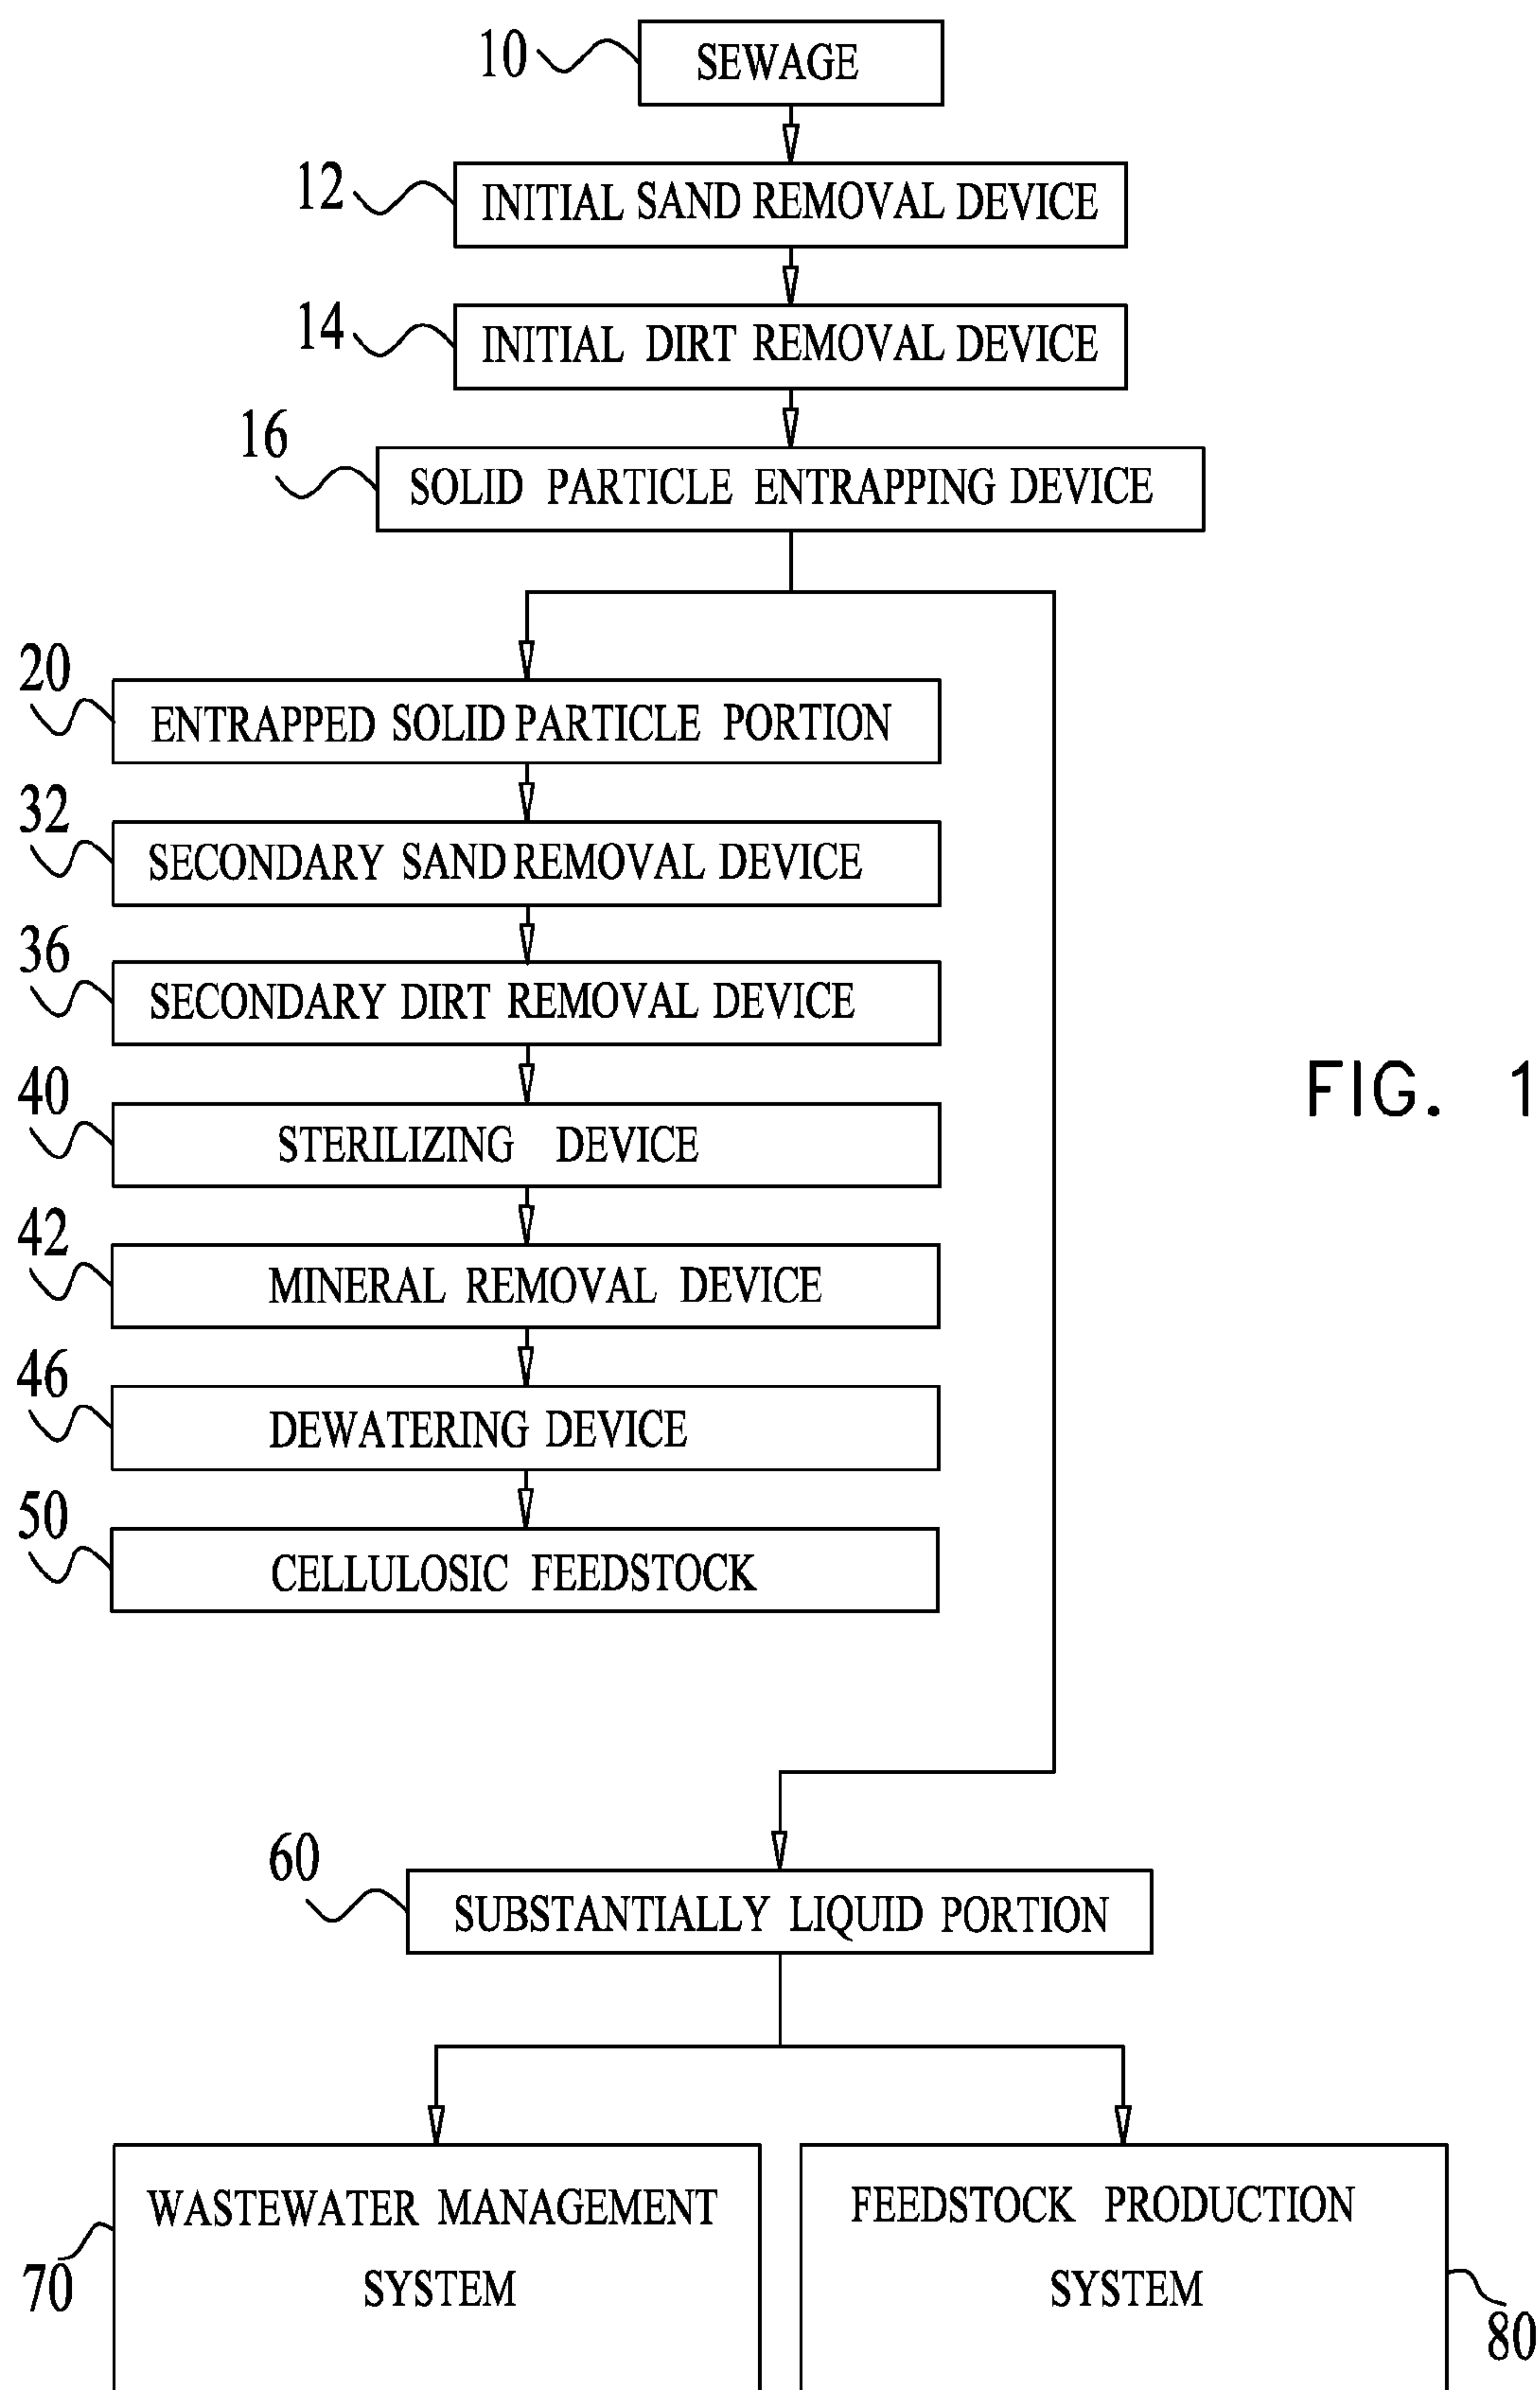 10
SEWAGE
12
INITIAL SAND REMOVAL DEVICE
14
INITIAL DIRT REMOVAL DEVICE
16
SOLID PARTICLE ENTRAPPING DEVICE
20
ENTRAPPED SOLID PARTICLE PORTION
32
SECONDARY SAND REMOVAL DEVICE
36
SECONDARY DIRT REMOVAL DEVICE
FIG. 1
40
STERILIZING DEVICE
42
MINERAL REMOVAL DEVICE
46
DEWATERING DEVICE
50
CELLULOSIC FEEDSTOCK
60
SUBSTANTIALLY LIQUID PORTION
70
WASTEWATER MANAGEMENT
SYSTEM
FEEDSTOCK PRODUCTION
SYSTEM
80